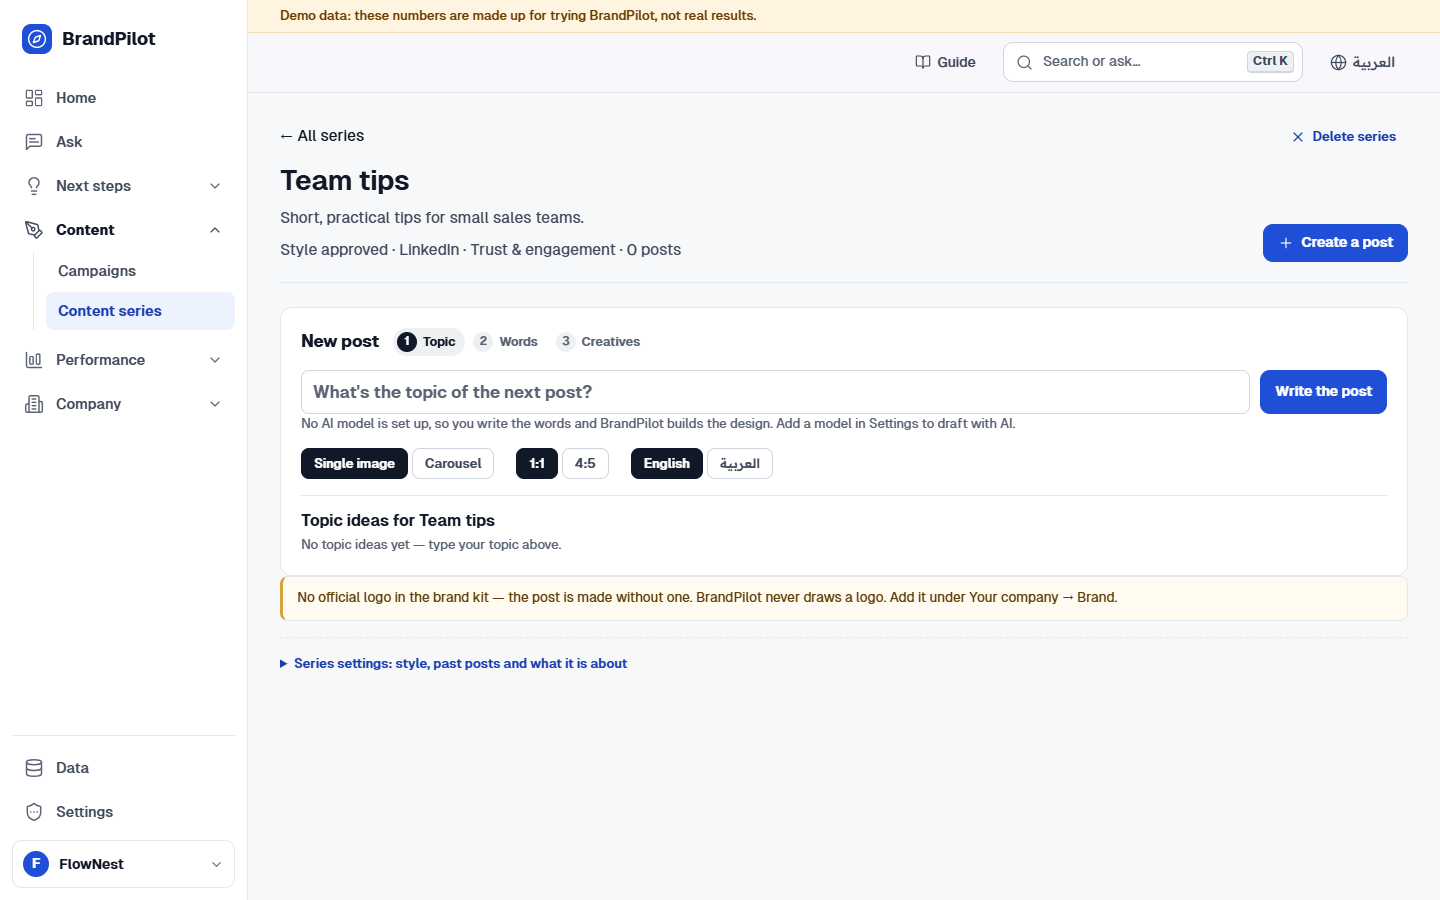 BrandPilot
Home
Ask
Next steps
Content
Campaigns
Content series
Performance
Company
Data
Settings
F FlowNest
Demo data: these numbers are made up for trying BrandPilot, not real results.
Guide
Search or ask...
Ctrl K
العربية
← All series
Delete series
Team tips
Short, practical tips for small sales teams.
Style approved · LinkedIn · Trust & engagement · 0 posts
+ Create a post
New post
1 Topic
2 Words
3 Creatives
What's the topic of the next post?
Write the post
No AI model is set up, so you write the words and BrandPilot builds the design. Add a model in Settings to draft with AI.
Single image
Carousel
1:1
4:5
English
العربية
Topic ideas for Team tips
No topic ideas yet — type your topic above.
No official logo in the brand kit — the post is made without one. BrandPilot never draws a logo. Add it under Your company → Brand.
Series settings: style, past posts and what it is about